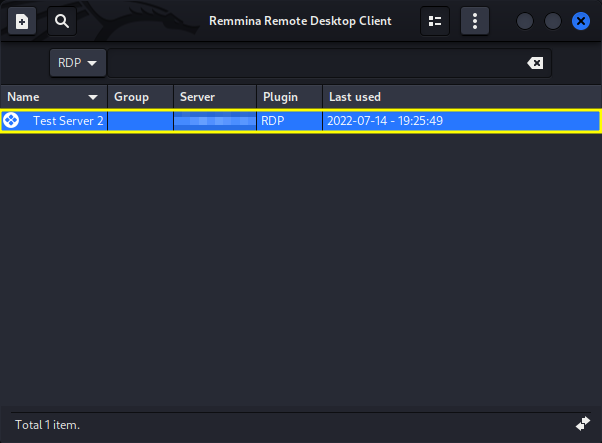 Remmina Remote Desktop Client
RDP
Name Group Server Plugin Last used
Test Server 2 RDP 2022-07-14 - 19:25:49
Total 1 item.